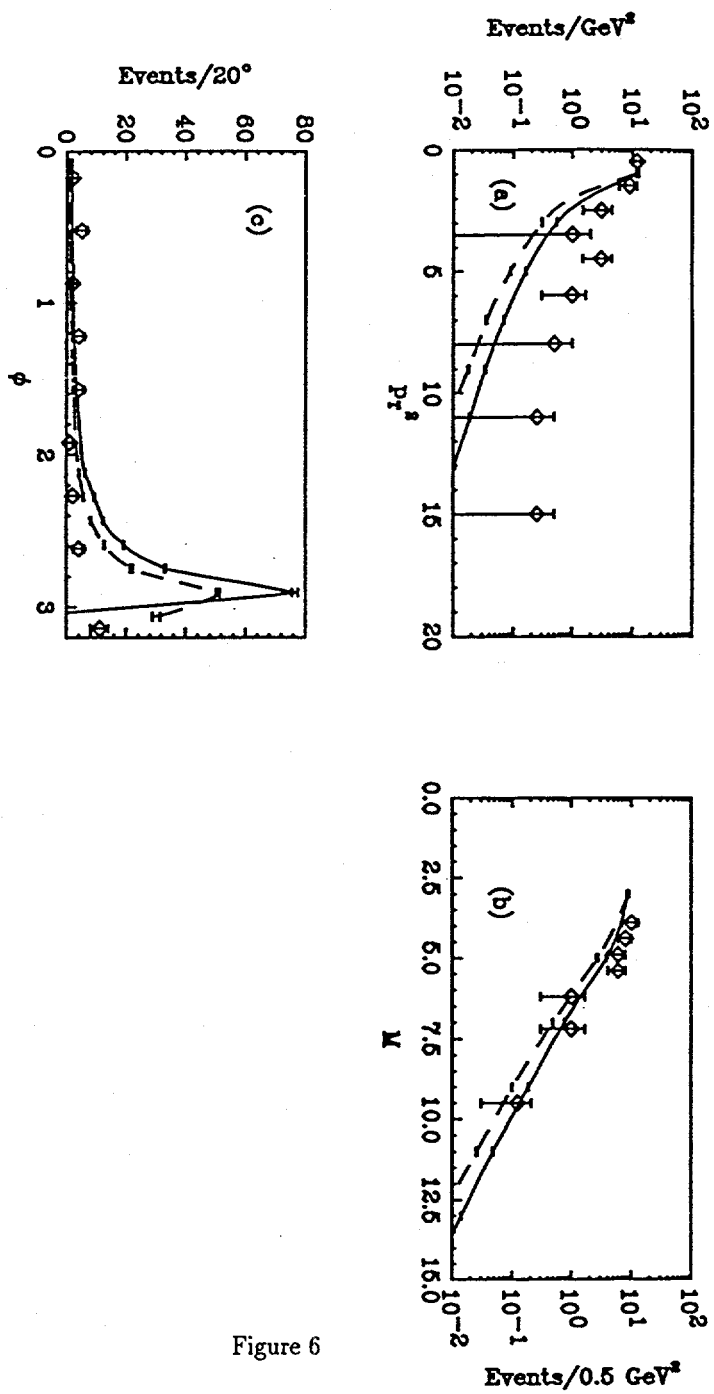 Events/GeV²
10⁻² 10⁻¹ 10⁰ 10¹ 10²
(a)
0 5 10 15 20
p_T²
10⁻² 10⁻¹ 10⁰ 10¹ 10²
Events/0.5 GeV²
(b)
0.0 2.5 5.0 7.5 10.0 12.5 15.0
M
Events/20°
0 20 40 60 80
(c)
0 1 2 3
φ
Figure 6